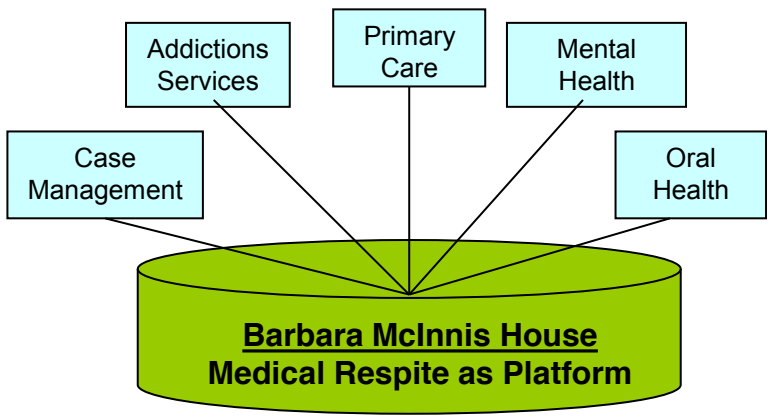 Case
Management
Addictions
Services
Primary
Care
Mental
Health
Oral
Health
Barbara McInnis House
Medical Respite as Platform